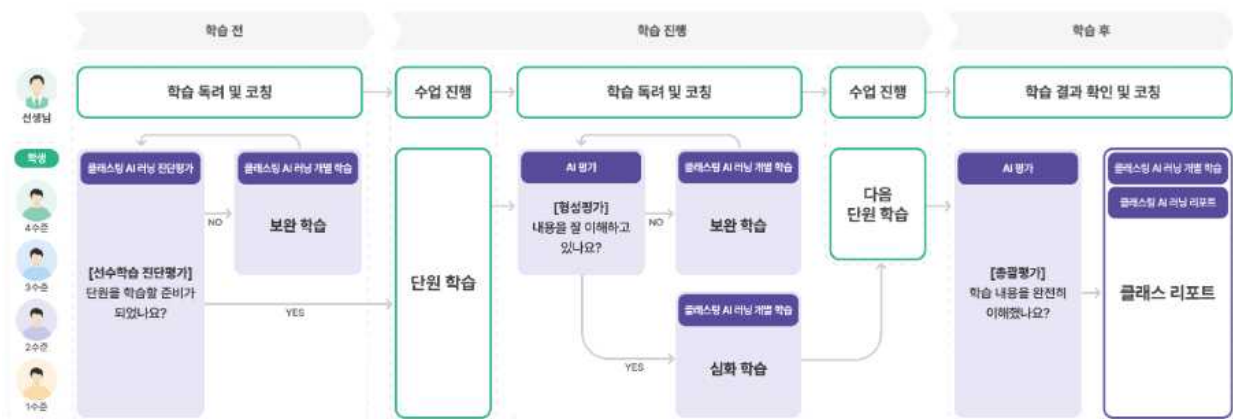 학습 전
학습 진행
학습 후
선생님
학습 독려 및 코칭
수업 진행
학습 독려 및 코칭
수업 진행
학습 결과 확인 및 코칭
학생
4수준
3수준
2수준
1수준
클래스팅 AI 러닝 진단평가
[선수학습 진단평가]
단원을 학습할 준비가
되었나요?
NO
클래스팅 AI 러닝 개별 학습
보완 학습
YES
단원 학습
AI 평가
[형성평가]
내용을 잘 이해하고
있나요?
NO
클래스팅 AI 러닝 개별 학습
보완 학습
YES
클래스팅 AI 러닝 개별 학습
심화 학습
다음
단원 학습
AI 평가
[총괄평가]
학습 내용을 완전히
이해했나요?
클래스팅 AI 러닝 개별 학습
클래스팅 AI 러닝 리포트
클래스 리포트